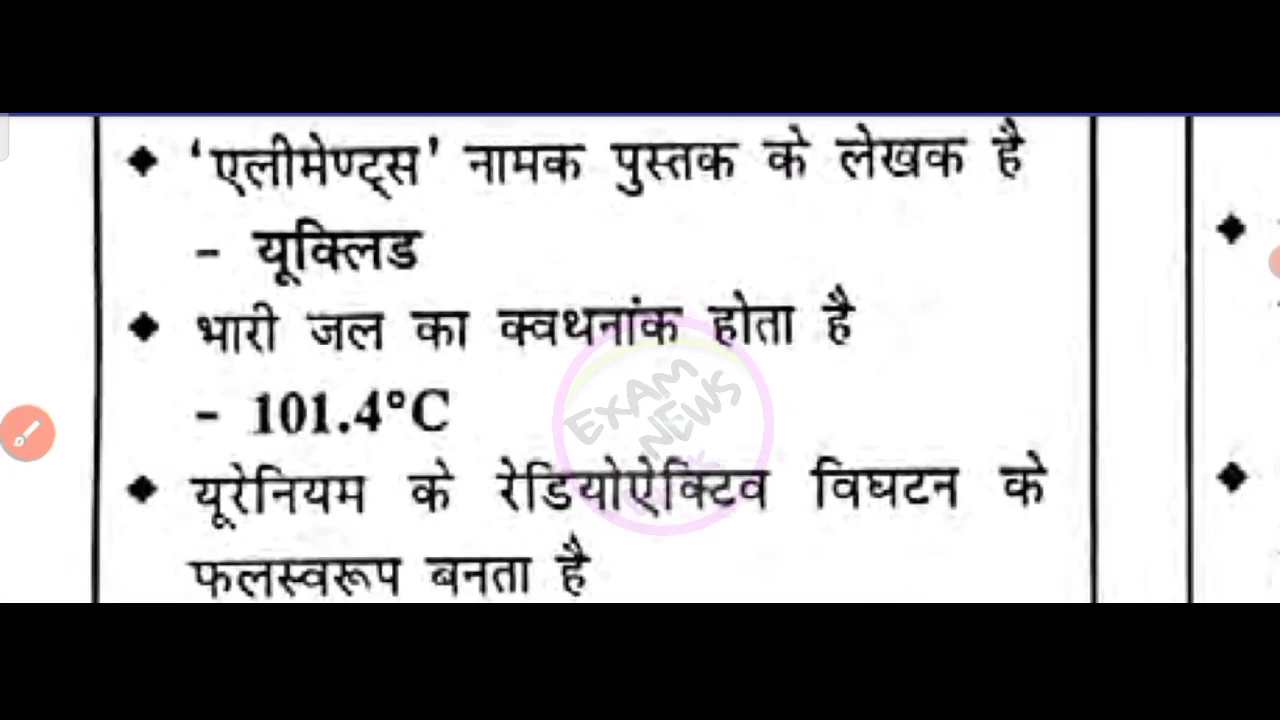 ◆ 'एलीमेण्ट्स' नामक पुस्तक के लेखक है
- यूक्लिड
◆ भारी जल का क्वथनांक होता है
- 101.4°C
◆ यूरेनियम के रेडियोऐक्टिव विघटन के
फलस्वरूप बनता है
EXAM
NEWS